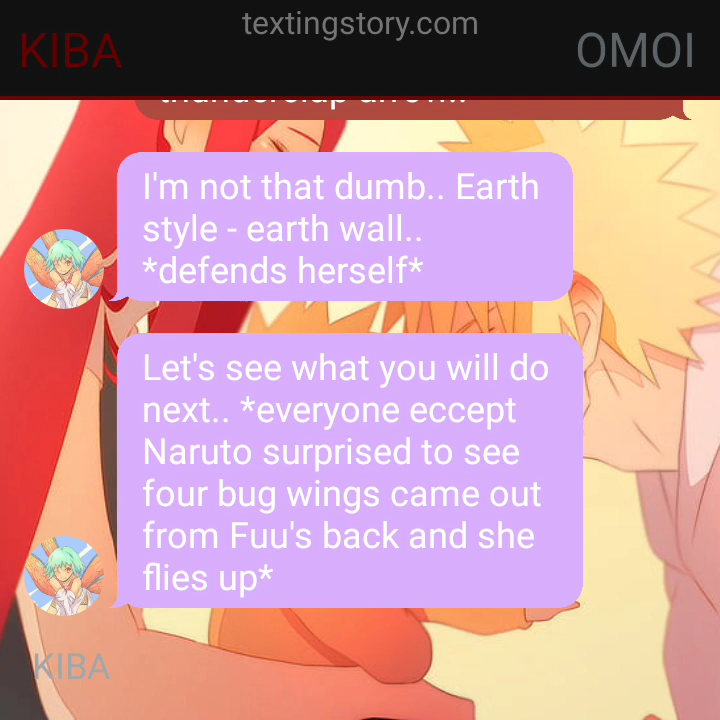 textingstory.com
KIBA
OMOI
thunderclap arrow..
I'm not that dumb.. Earth
style - earth wall..
*defends herself*
Let's see what you will do
next.. *everyone eccept
Naruto surprised to see
four bug wings came out
from Fuu's back and she
flies up*
KIBA